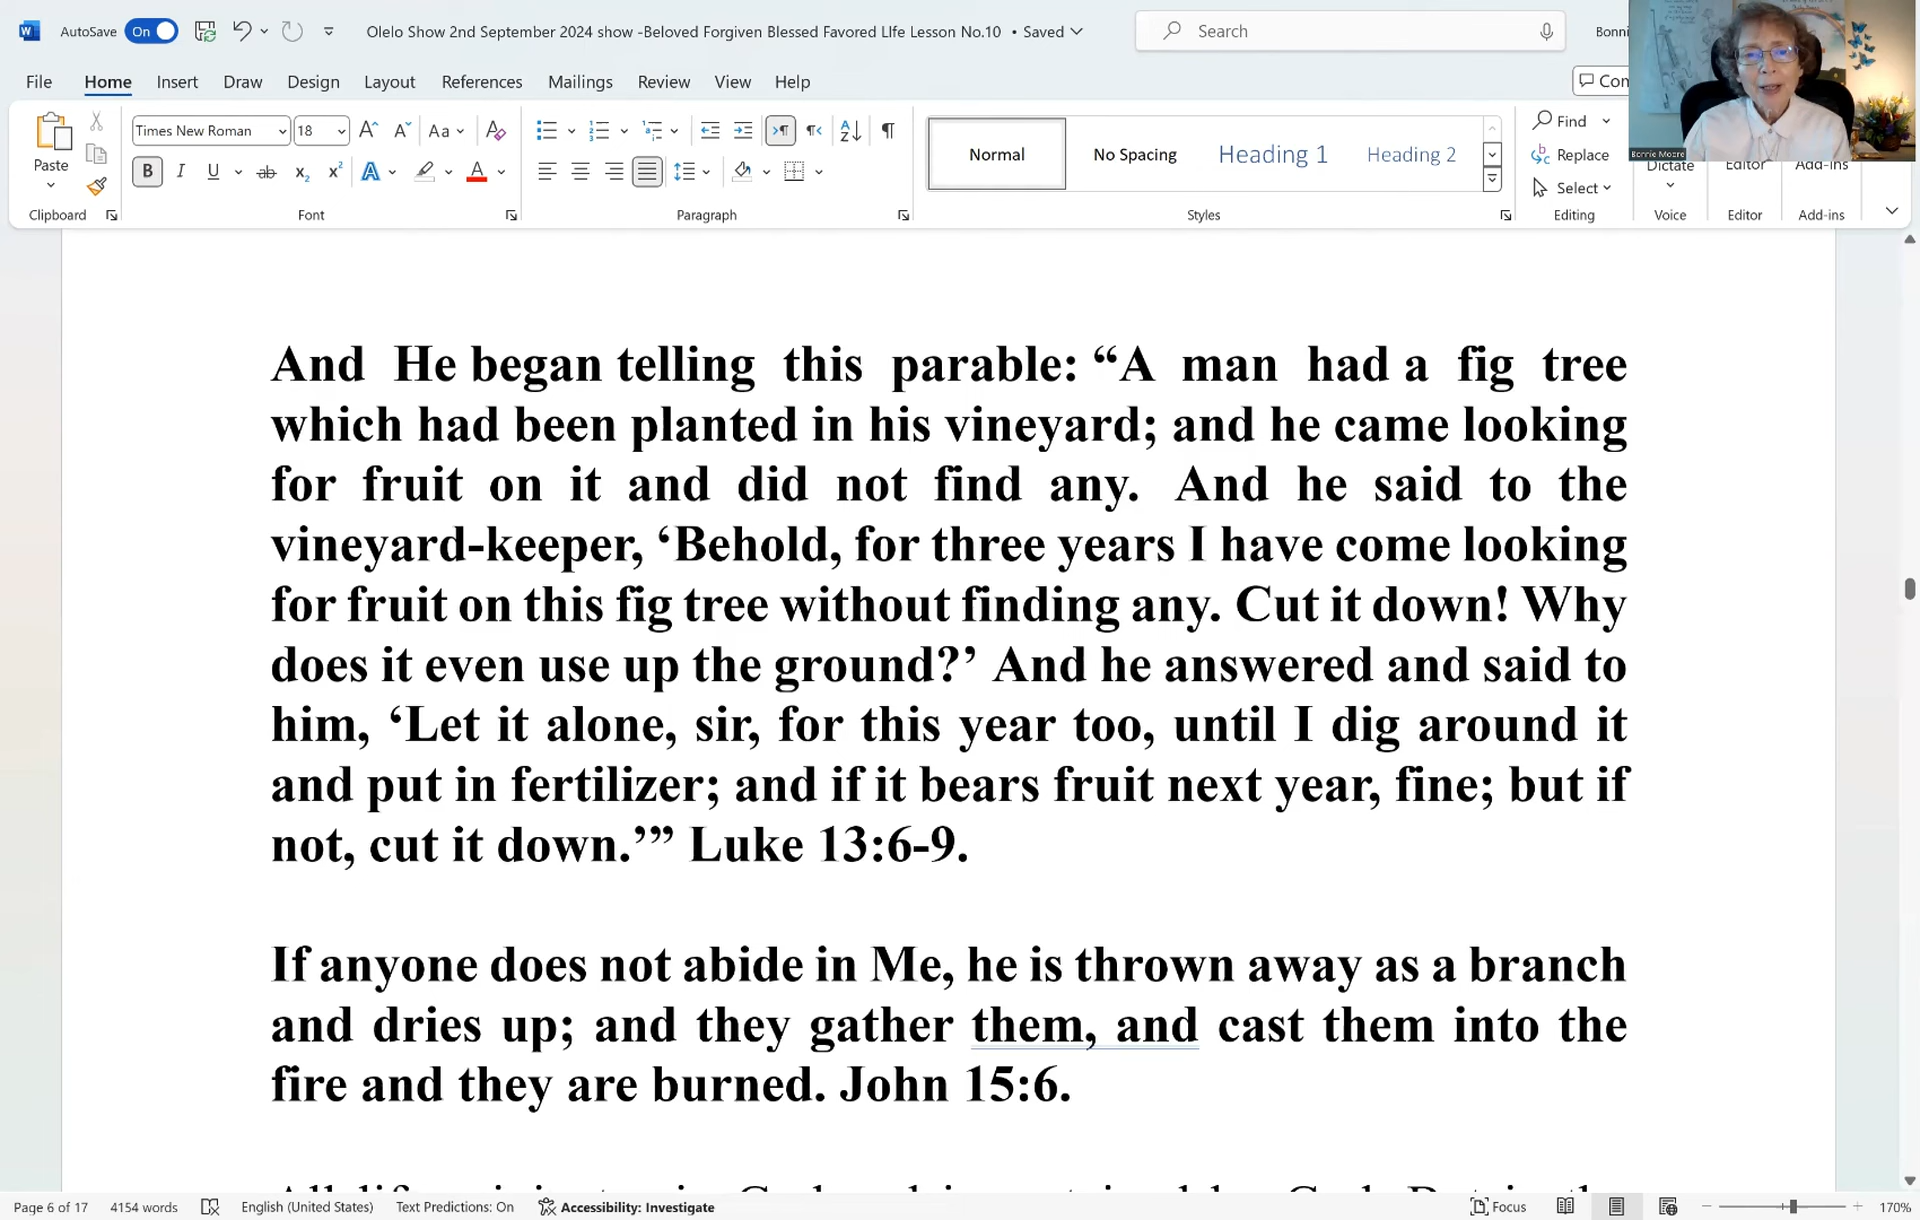 AutoSave On Olelo Show 2nd September 2024 show -Beloved Forgiven Blessed Favored LIfe Lesson No.10 • Saved Search Bonni
File Home Insert Draw Design Layout References Mailings Review View Help Com
Bonnie Moore
Paste Times New Roman 18 Aa Normal No Spacing Heading 1 Heading 2 Find
Replace
Select
Dictate Editor Add-ins
Clipboard Font Paragraph Styles Editing Voice Editor Add-ins
And He began telling this parable: “A man had a fig tree
which had been planted in his vineyard; and he came looking
for fruit on it and did not find any. And he said to the
vineyard-keeper, ‘Behold, for three years I have come looking
for fruit on this fig tree without finding any. Cut it down! Why
does it even use up the ground?’ And he answered and said to
him, ‘Let it alone, sir, for this year too, until I dig around it
and put in fertilizer; and if it bears fruit next year, fine; but if
not, cut it down.’” Luke 13:6-9.
If anyone does not abide in Me, he is thrown away as a branch
and dries up; and they gather them, and cast them into the
fire and they are burned. John 15:6.
Page 6 of 17 4154 words English (United States) Text Predictions: On Accessibility: Investigate Focus 170%